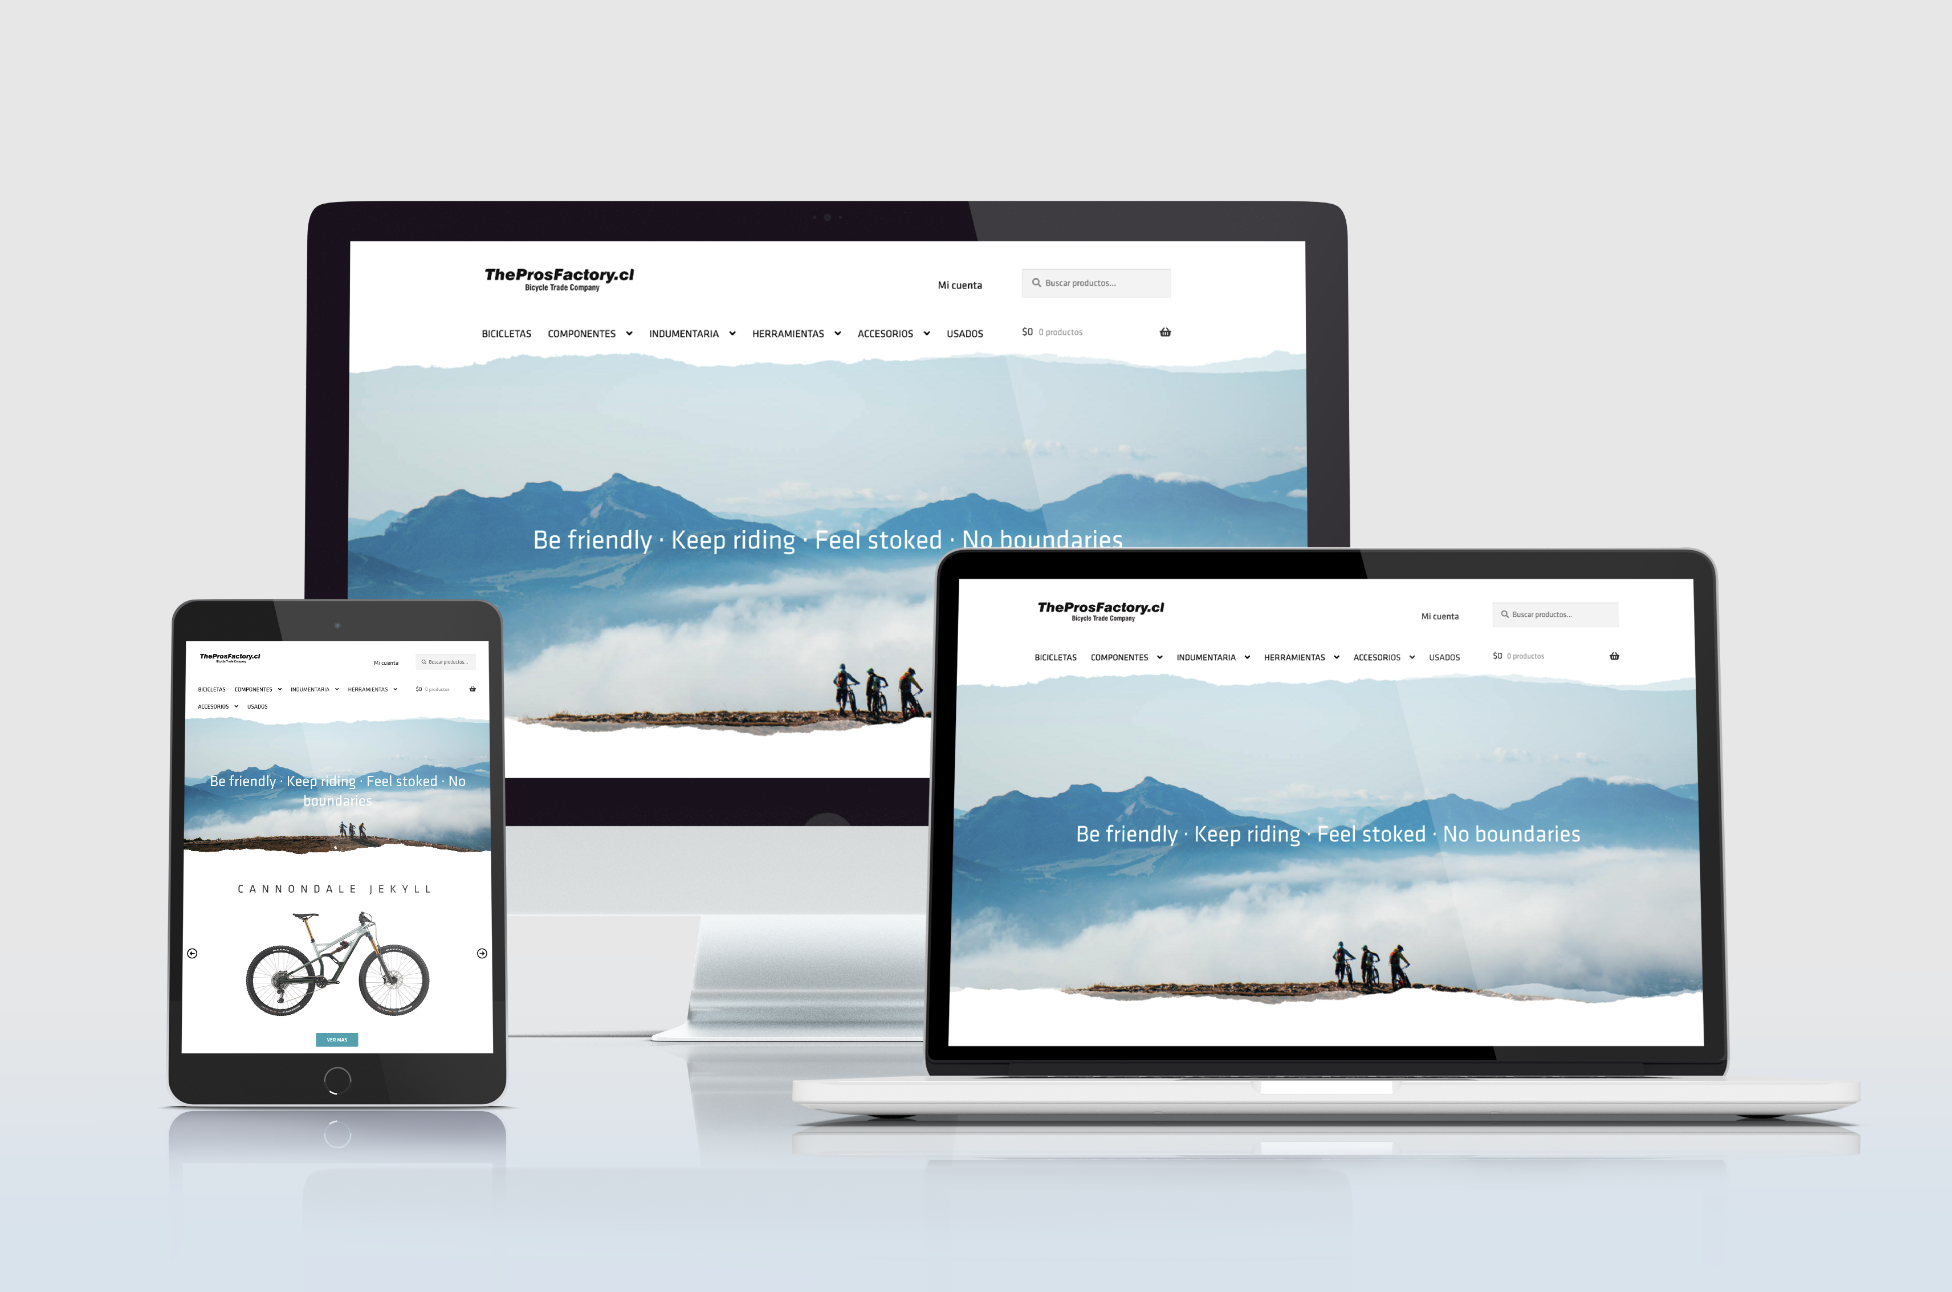 TheProsFactory.cl
Bicycle Trade Company
Mi cuenta
Buscar productos...
BICICLETAS COMPONENTES INDUMENTARIA HERRAMIENTAS ACCESORIOS USADOS
$0 0 productos
Be friendly · Keep riding · Feel stoked · No boundaries
TheProsFactory.cl
Bicycle Trade Company
Mi cuenta
Buscar productos...
BICICLETAS COMPONENTES INDUMENTARIA HERRAMIENTAS
$0 0 productos
ACCESORIOS USADOS
Be friendly · Keep riding · Feel stoked · No
boundaries
CANNONDALE JEKYLL
VER MAS
TheProsFactory.cl
Bicycle Trade Company
Mi cuenta
Buscar productos...
BICICLETAS COMPONENTES INDUMENTARIA HERRAMIENTAS ACCESORIOS USADOS
$0 0 productos
Be friendly · Keep riding · Feel stoked · No boundaries